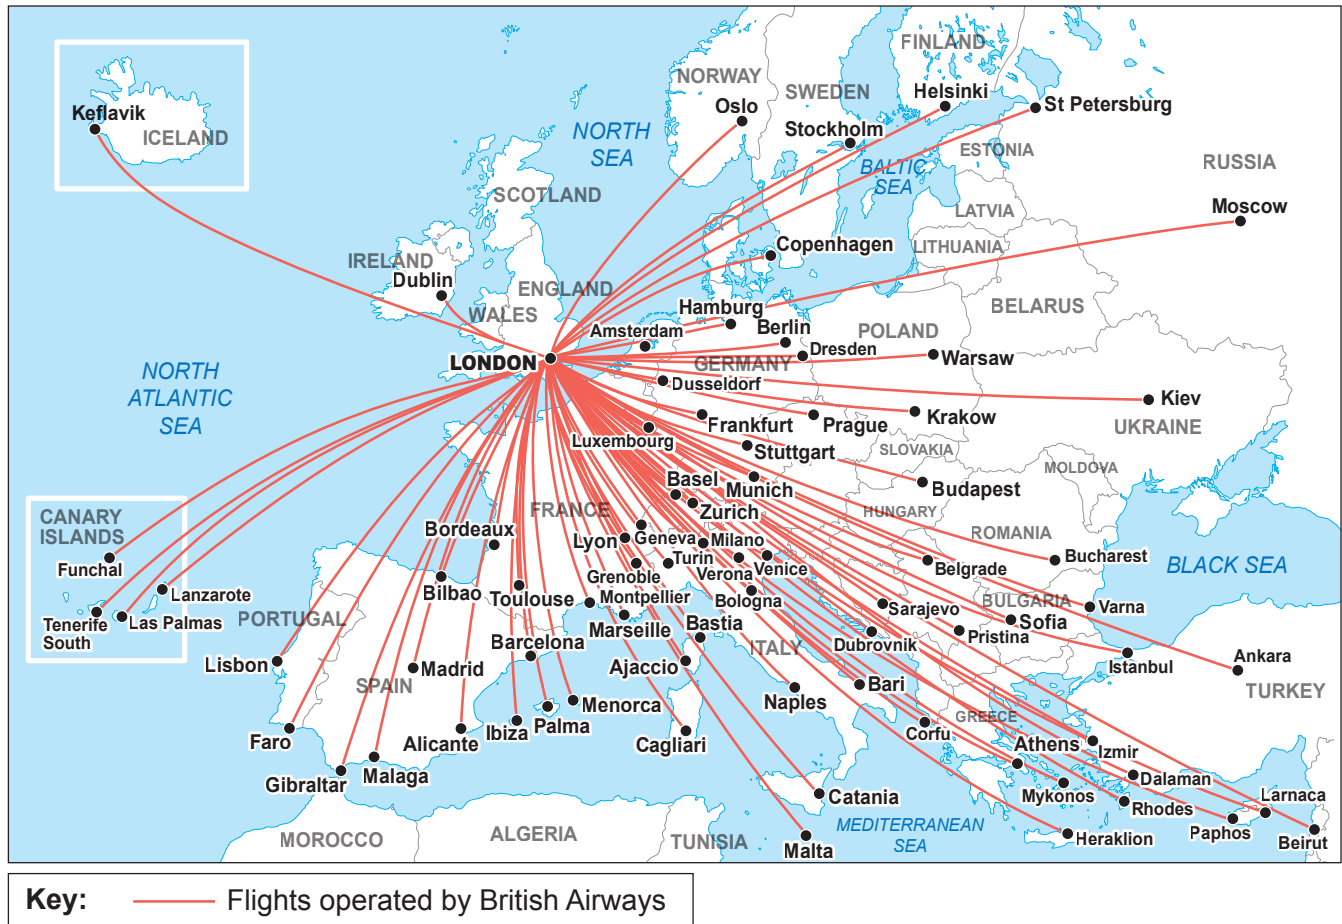 FINLAND
NORWAY
SWEDEN
Helsinki
St Petersburg
Oslo
Keflavik
ICELAND
NORTH
SEA
Stockholm
ESTONIA
BALTIC
SEA
RUSSIA
SCOTLAND
LATVIA
Moscow
Copenhagen
LITHUANIA
IRELAND
Dublin
ENGLAND
WALES
Hamburg
BELARUS
Amsterdam
Berlin
POLAND
LONDON
GERMANY
Dresden
Warsaw
NORTH
ATLANTIC
SEA
Dusseldorf
Kiev
Frankfurt
Prague
Krakow
UKRAINE
Luxembourg
Stuttgart
SLOVAKIA
MOLDOVA
Basel
Munich
Budapest
CANARY
ISLANDS
FRANCE
Zurich
HUNGARY
Bordeaux
Lyon
Geneva
Milano
ROMANIA
Funchal
Turin
Venice
Bucharest
BLACK SEA
Grenoble
Verona
Belgrade
Lanzarote
Bilbao
Toulouse
Montpellier
Bologna
Sarajevo
BULGARIA
Varna
Tenerife
South
Las Palmas
PORTUGAL
Marseille
Bastia
Sofia
Pristina
Barcelona
ITALY
Dubrovnik
Lisbon
Madrid
Ajaccio
Istanbul
Ankara
SPAIN
Bari
TURKEY
Menorca
Naples
Faro
Alicante
Ibiza
Palma
Cagliari
GREECE
Corfu
Athens
Izmir
Gibraltar
Malaga
Dalaman
Catania
Mykonos
Rhodes
Larnaca
MOROCCO
ALGERIA
TUNISIA
Malta
MEDITERRANEAN
SEA
Heraklion
Paphos
Beirut
Key: Flights operated by British Airways